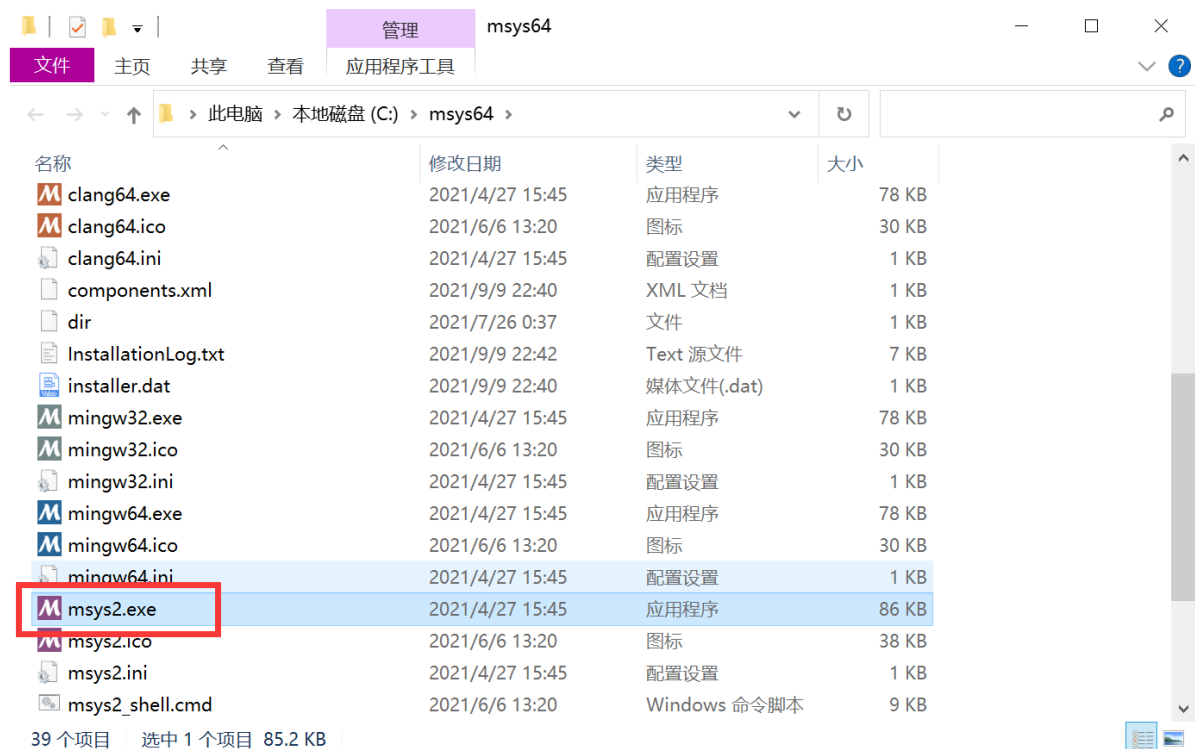 管理 msys64
文件 主页 共享 查看 应用程序工具
此电脑 本地磁盘 (C:) msys64
名称 修改日期 类型 大小
clang64.exe 2021/4/27 15:45 应用程序 78 KB
clang64.ico 2021/6/6 13:20 图标 30 KB
clang64.ini 2021/4/27 15:45 配置设置 1 KB
components.xml 2021/9/9 22:40 XML 文档 1 KB
dir 2021/7/26 0:37 文件 1 KB
InstallationLog.txt 2021/9/9 22:42 Text 源文件 7 KB
installer.dat 2021/9/9 22:40 媒体文件(.dat) 1 KB
mingw32.exe 2021/4/27 15:45 应用程序 78 KB
mingw32.ico 2021/6/6 13:20 图标 30 KB
mingw32.ini 2021/4/27 15:45 配置设置 1 KB
mingw64.exe 2021/4/27 15:45 应用程序 78 KB
mingw64.ico 2021/6/6 13:20 图标 30 KB
mingw64.ini 2021/4/27 15:45 配置设置 1 KB
msys2.exe 2021/4/27 15:45 应用程序 86 KB
msys2.ico 2021/6/6 13:20 图标 38 KB
msys2.ini 2021/4/27 15:45 配置设置 1 KB
msys2_shell.cmd 2021/6/6 13:20 Windows 命令脚本 9 KB
39 个项目 选中 1 个项目 85.2 KB